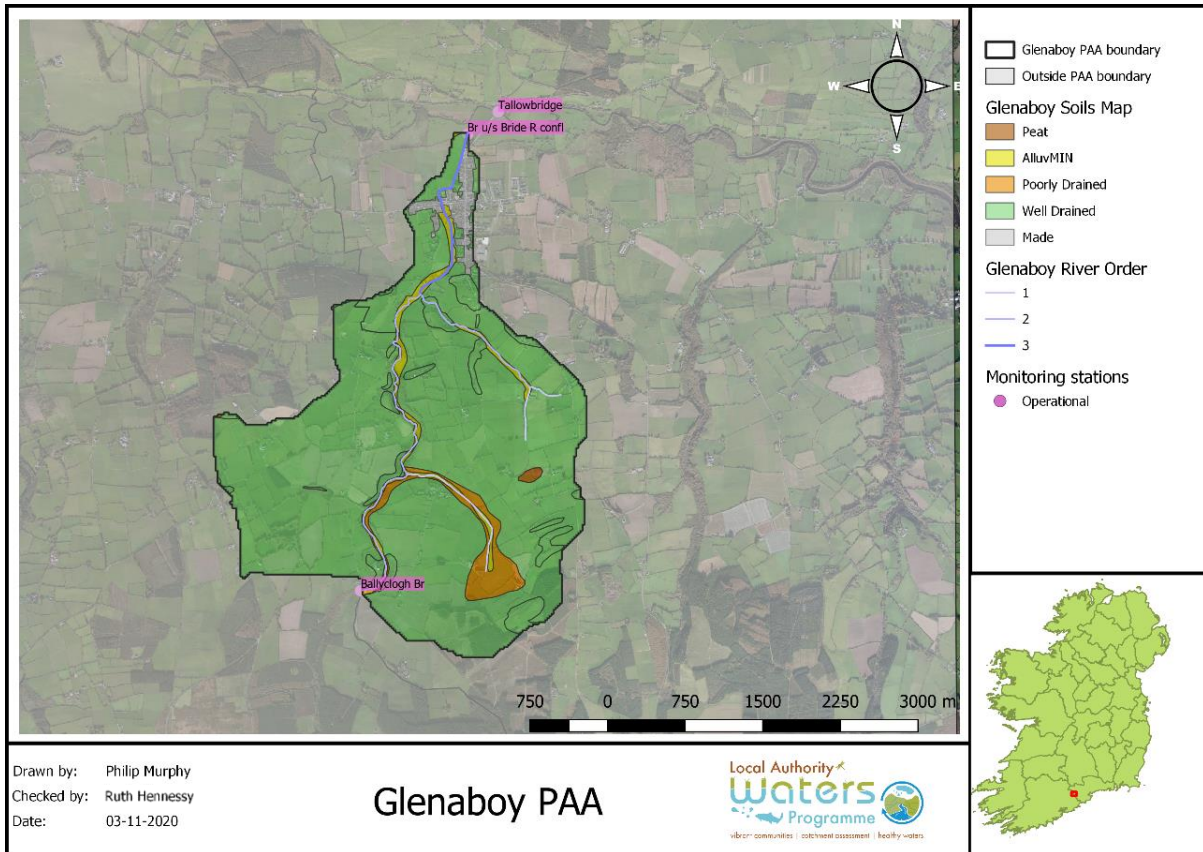 N
W
E
S
Tallowbridge
Br u/s Bride R confl
Ballyclogh Br
750 0 750 1500 2250 3000 m
Glenaboy PAA boundary
Outside PAA boundary
Glenaboy Soils Map
Peat
AlluvMIN
Poorly Drained
Well Drained
Made
Glenaboy River Order
1
2
3
Monitoring stations
Operational
Drawn by: Philip Murphy
Checked by: Ruth Hennessy
Date: 03-11-2020
Glenaboy PAA
Local Authority
Waters
Programme
vibrant communities | catchment assessment | healthy waters